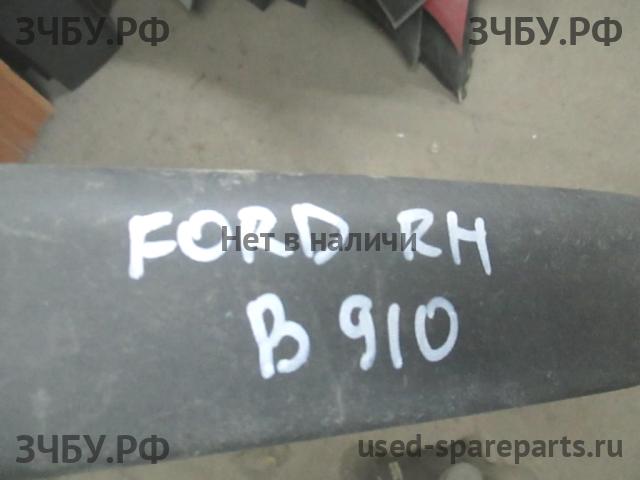 ЗЧБУ.РФ ЗЧБУ.РФ
FORD RH
Нет в наличи
B 910
ЗЧБУ.РФ used-spareparts.ru